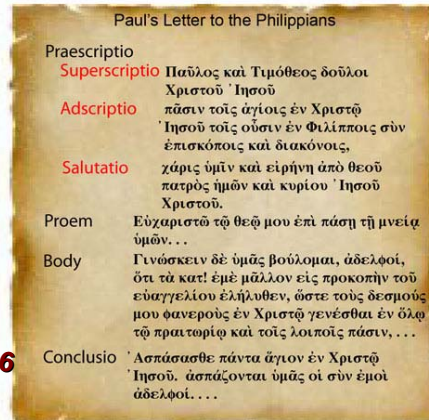 Paul's Letter to the Philippians
Praescriptio
Superscriptio Παῦλος καὶ Τιμόθεος δοῦλοι
Χριστοῦ Ἰησοῦ
Adscriptio πᾶσιν τοῖς ἁγίοις ἐν Χριστῷ
Ἰησοῦ τοῖς οὖσιν ἐν Φιλίπποις σὺν
ἐπισκόποις καὶ διακόνοις,
Salutatio χάρις ὑμῖν καὶ εἰρήνη ἀπὸ θεοῦ
πατρὸς ἡμῶν καὶ κυρίου Ἰησοῦ
Χριστοῦ.
Proem Εὐχαριστῶ τῷ θεῷ μου ἐπὶ πάσῃ τῇ μνείᾳ
ὑμῶν. . .
Body Γινώσκειν δὲ ὑμᾶς βούλομαι, ἀδελφοί,
ὅτι τὰ κατ! ἐμὲ μᾶλλον εἰς προκοπὴν τοῦ
εὐαγγελίου ἐλήλυθεν, ὥστε τοὺς δεσμούς
μου φανεροὺς ἐν Χριστῷ γενέσθαι ἐν ὅλῳ
τῷ πραιτωρίῳ καὶ τοῖς λοιποῖς πάσιν, . . .
6 Conclusio Ἀσπάσασθε πάντα ἅγιον ἐν Χριστῷ
Ἰησοῦ. ἀσπάζονται ὑμᾶς οἱ σὺν ἐμοὶ
ἀδελφοί. . . .